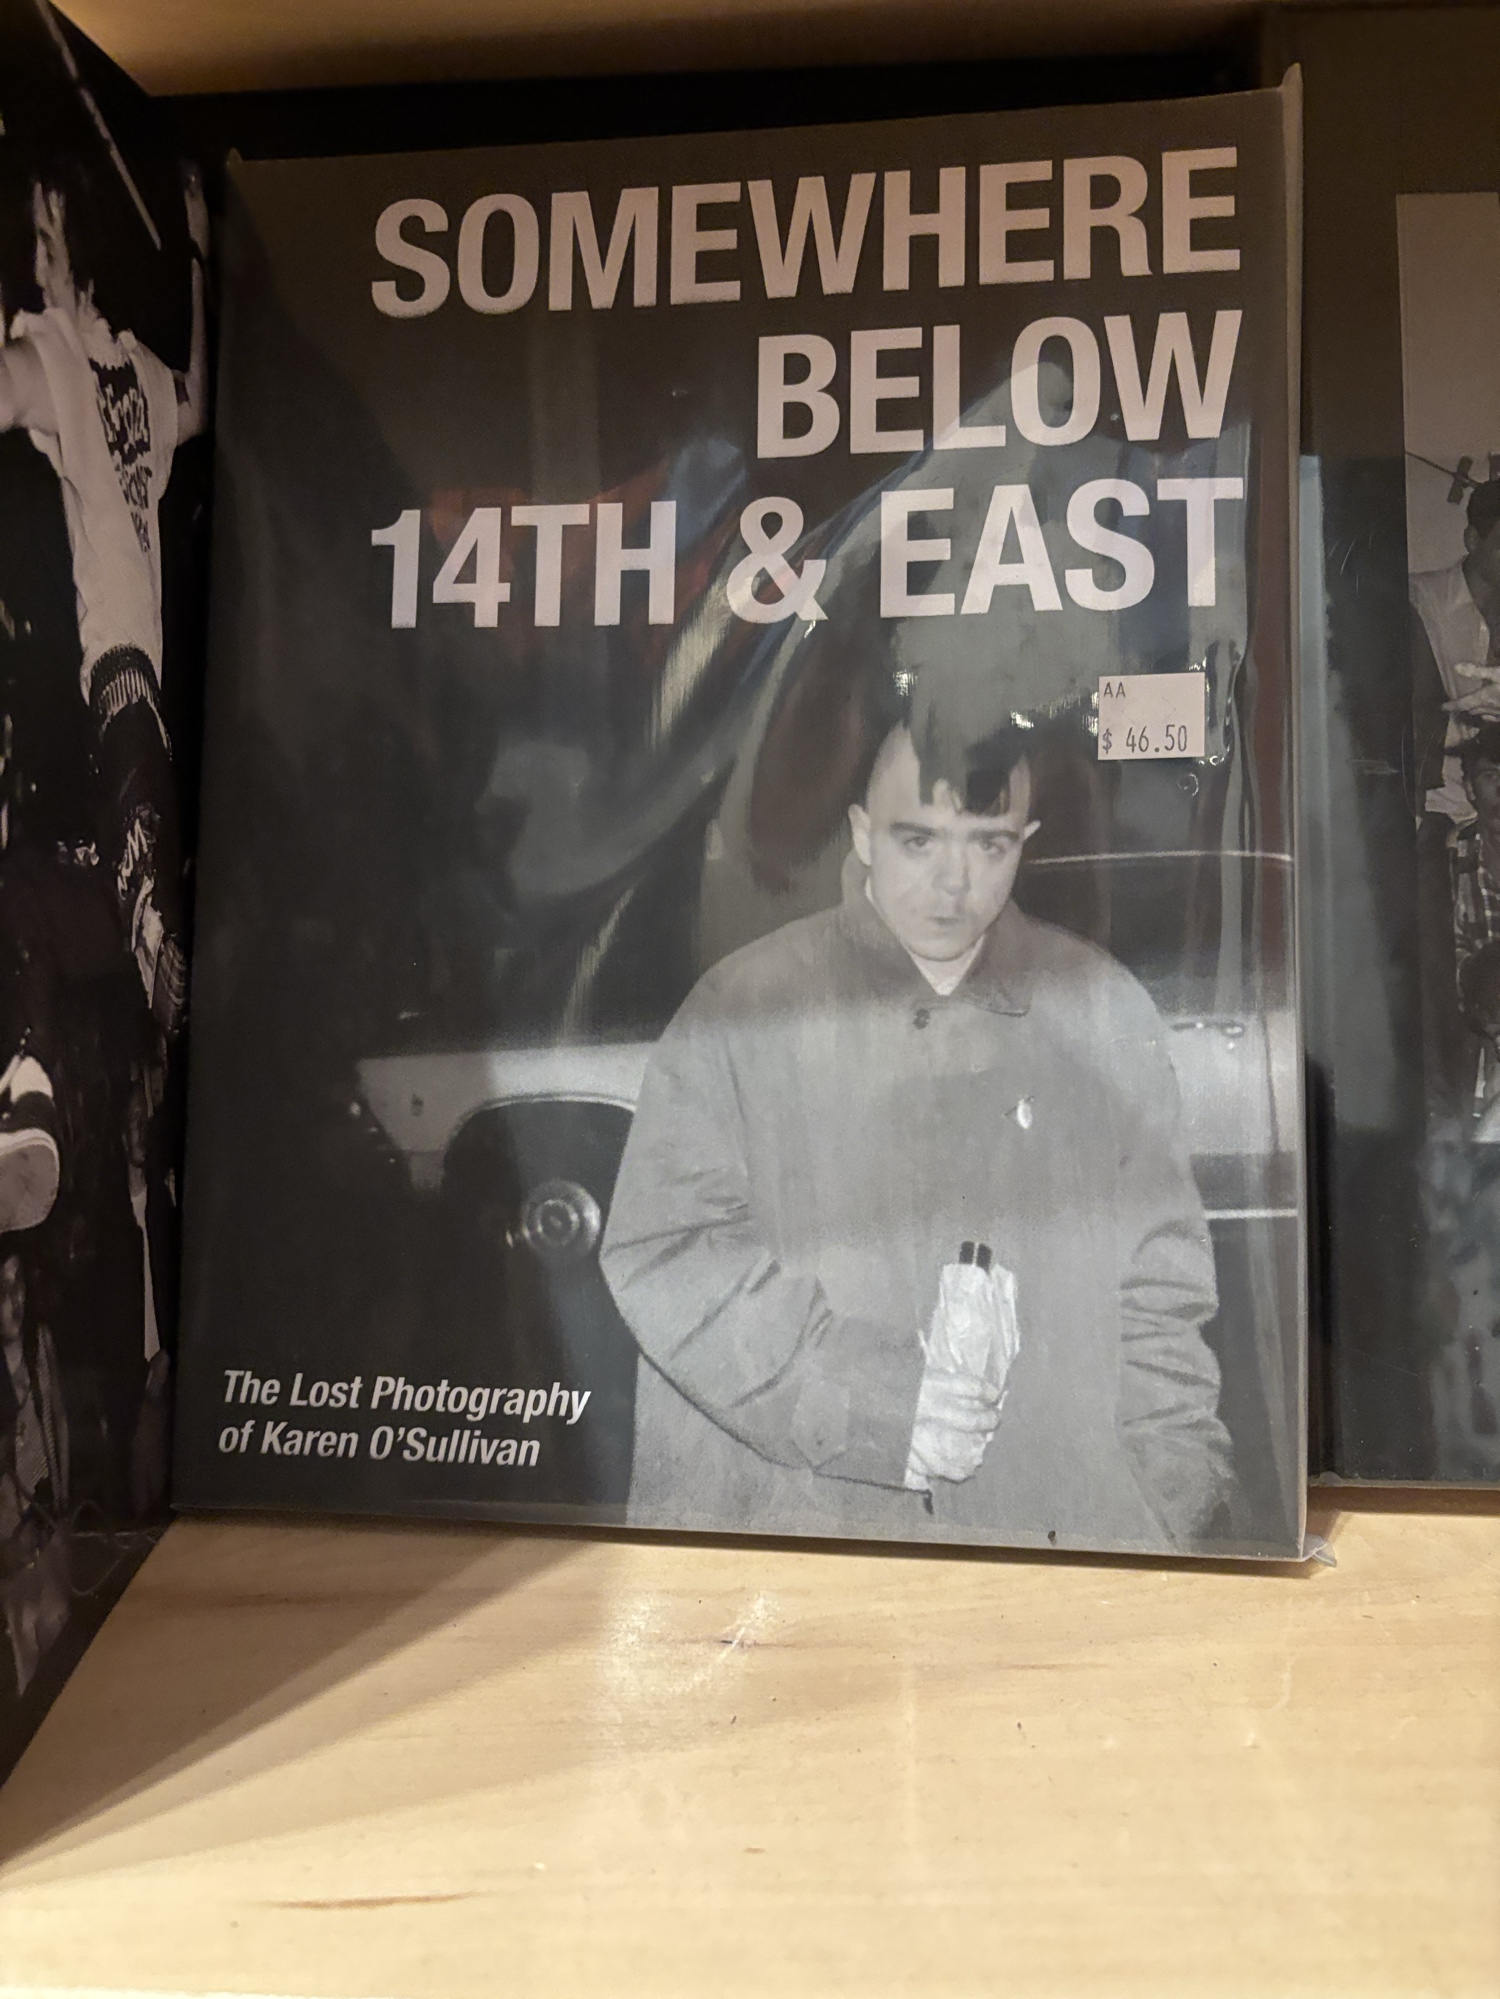 SOMEWHERE
BELOW
14TH & EAST
AA
$ 46.50
The Lost Photography
of Karen O'Sullivan